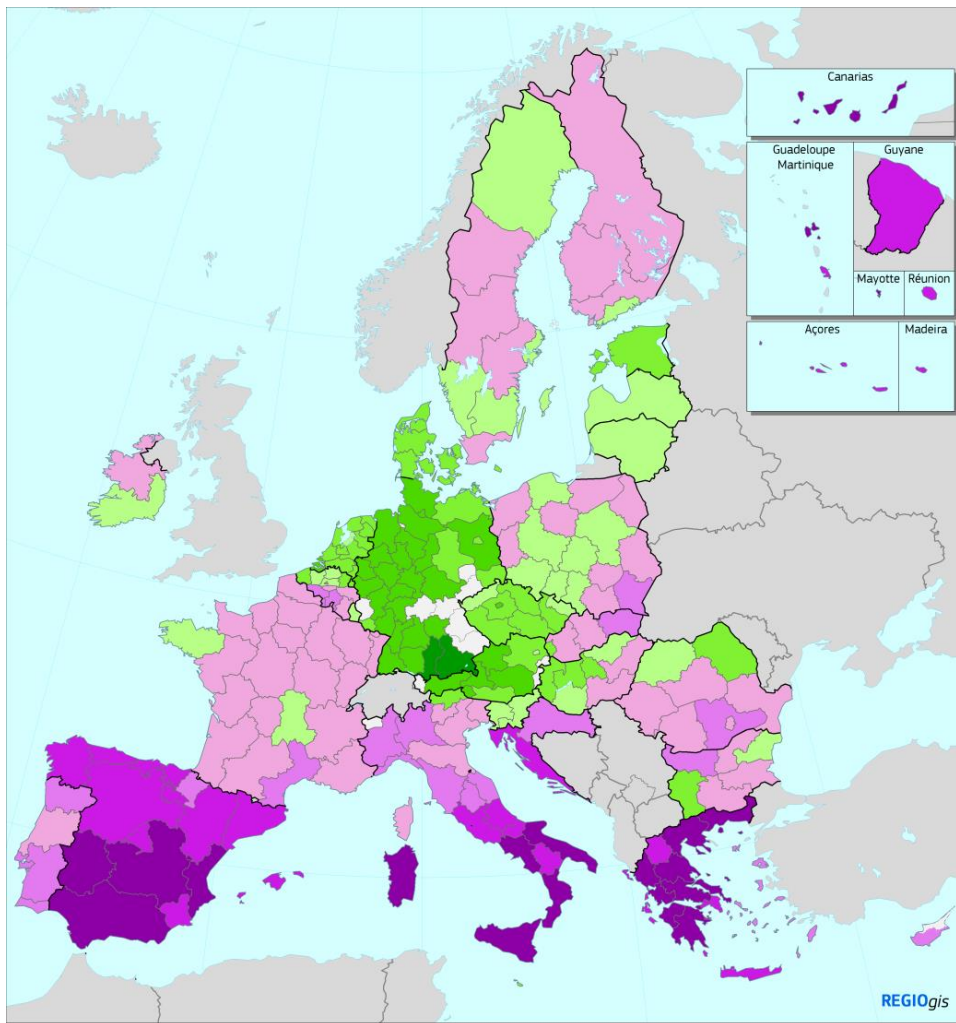 Canarias
Guadeloupe
Martinique
Guyane
Mayotte
Réunion
Açores
Madeira
REGIOgis